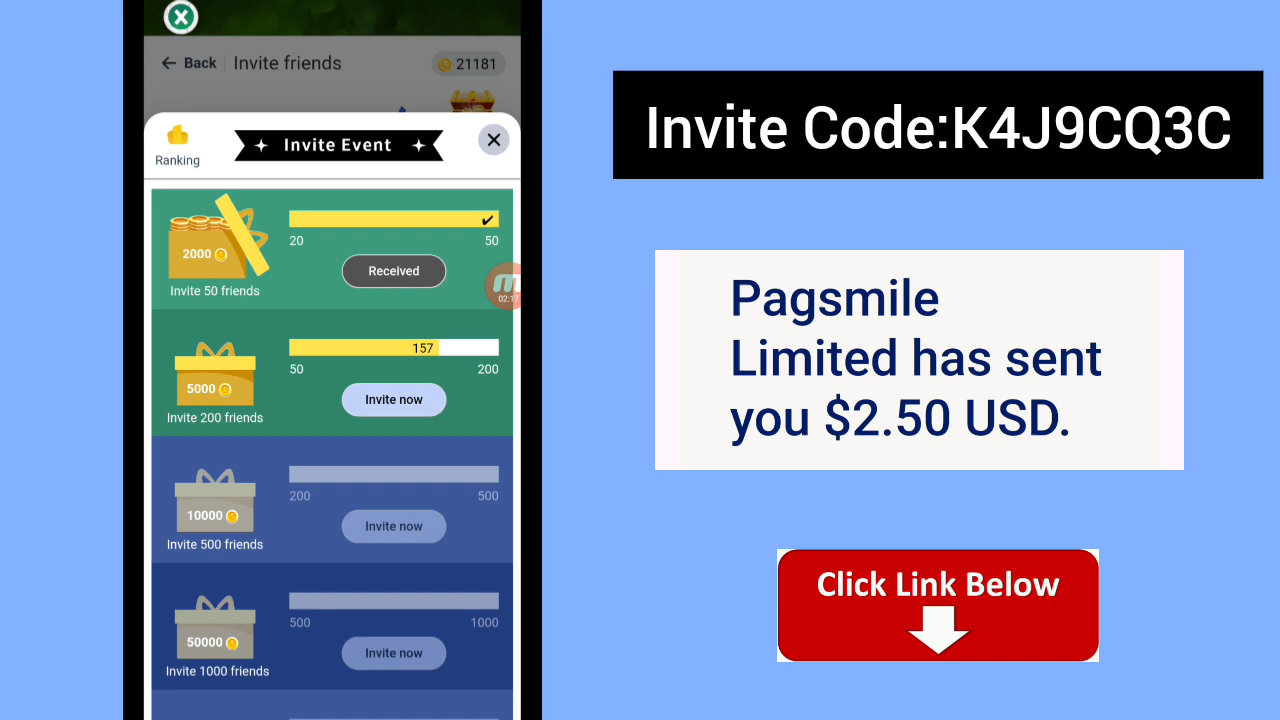 Back
Invite friends
21181
Ranking
Invite Event
2000
20
50
Received
Invite 50 friends
02:17
157
50
200
5000
Invite now
Invite 200 friends
200
500
10000
Invite now
Invite 500 friends
500
1000
50000
Invite now
Invite 1000 friends
Invite Code:K4J9CQ3C
Pagsmile
Limited has sent
you $2.50 USD.
Click Link Below